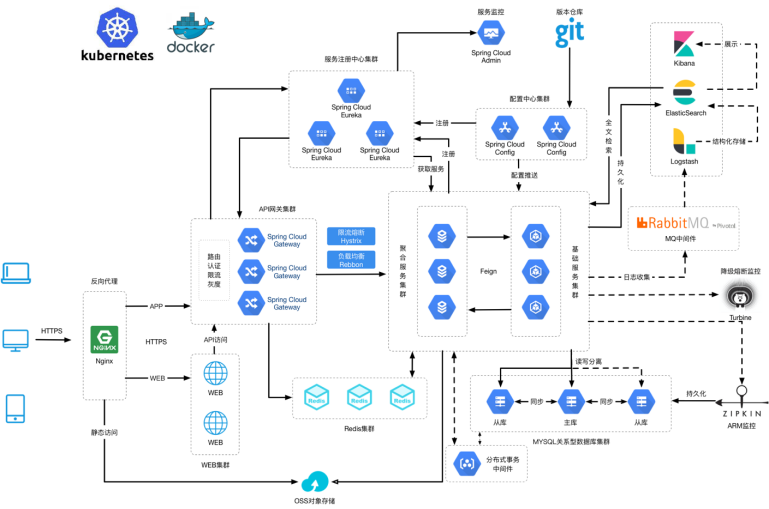 kubernetes
docker
服务监控
Spring Cloud
Admin
版本仓库
git
Kibana
展示
ElasticSearch
结构化存储
Logstash
全文检索
持久化
服务注册中心集群
Spring Cloud
Eureka
Spring Cloud
Eureka
Spring Cloud
Eureka
注册
注册
获取服务
配置中心集群
Spring Cloud
Config
Spring Cloud
Config
配置推送
RabbitMQ
by Pivotal
MQ中间件
日志收集
API网关集群
路由
认证
限流
灰度
Spring Cloud
Gateway
Spring Cloud
Gateway
Spring Cloud
Gateway
限流熔断
Hystrix
负载均衡
Rebbon
聚合服务集群
Feign
基础服务集群
降级熔断监控
Turbine
反向代理
HTTPS
NGINX
Nginx
APP
HTTPS
WEB
API访问
WEB
WEB
WEB集群
静态访问
Redis
Redis
Redis
Redis集群
读写分离
从库
同步
主库
同步
从库
MYSQL关系型数据库集群
持久化
ZIPKIN
ARM监控
分布式事务
中间件
OSS对象存储